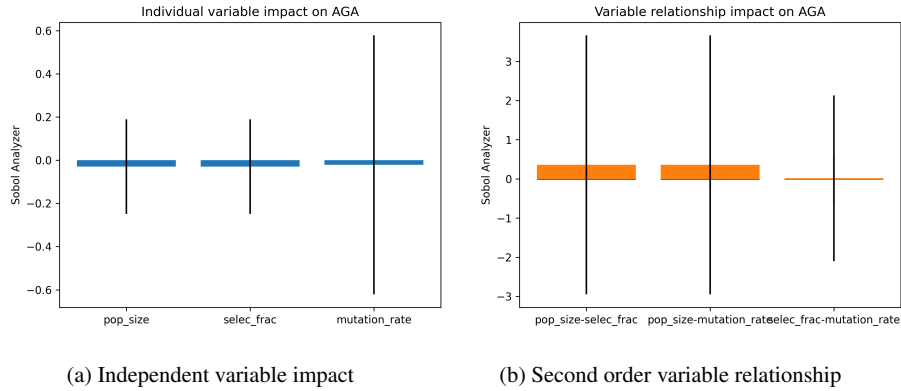 Individual variable impact on AGA
Sobol Analyzer
0.6
0.4
0.2
0.0
−0.2
−0.4
−0.6
pop_size selec_frac mutation_rate
(a) Independent variable impact
Variable relationship impact on AGA
Sobol Analyzer
3
2
1
0
−1
−2
−3
pop_size-selec_frac pop_size-mutation_rate selec_frac-mutation_rate
(b) Second order variable relationship